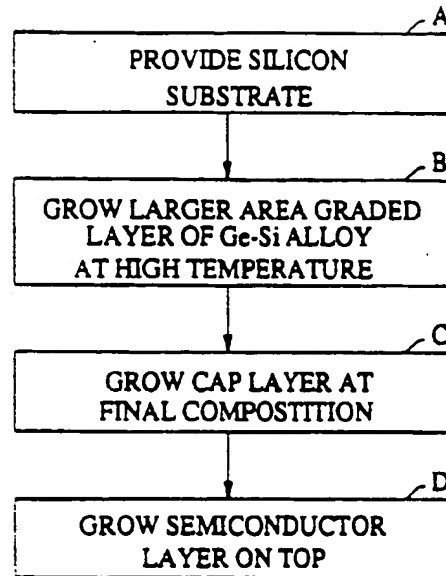 A
PROVIDE SILICON
SUBSTRATE
B
GROW LARGER AREA GRADED
LAYER OF Ge-Si ALLOY
AT HIGH TEMPERATURE
C
GROW CAP LAYER AT
FINAL COMPOSTITION
D
GROW SEMICONDUCTOR
LAYER ON TOP